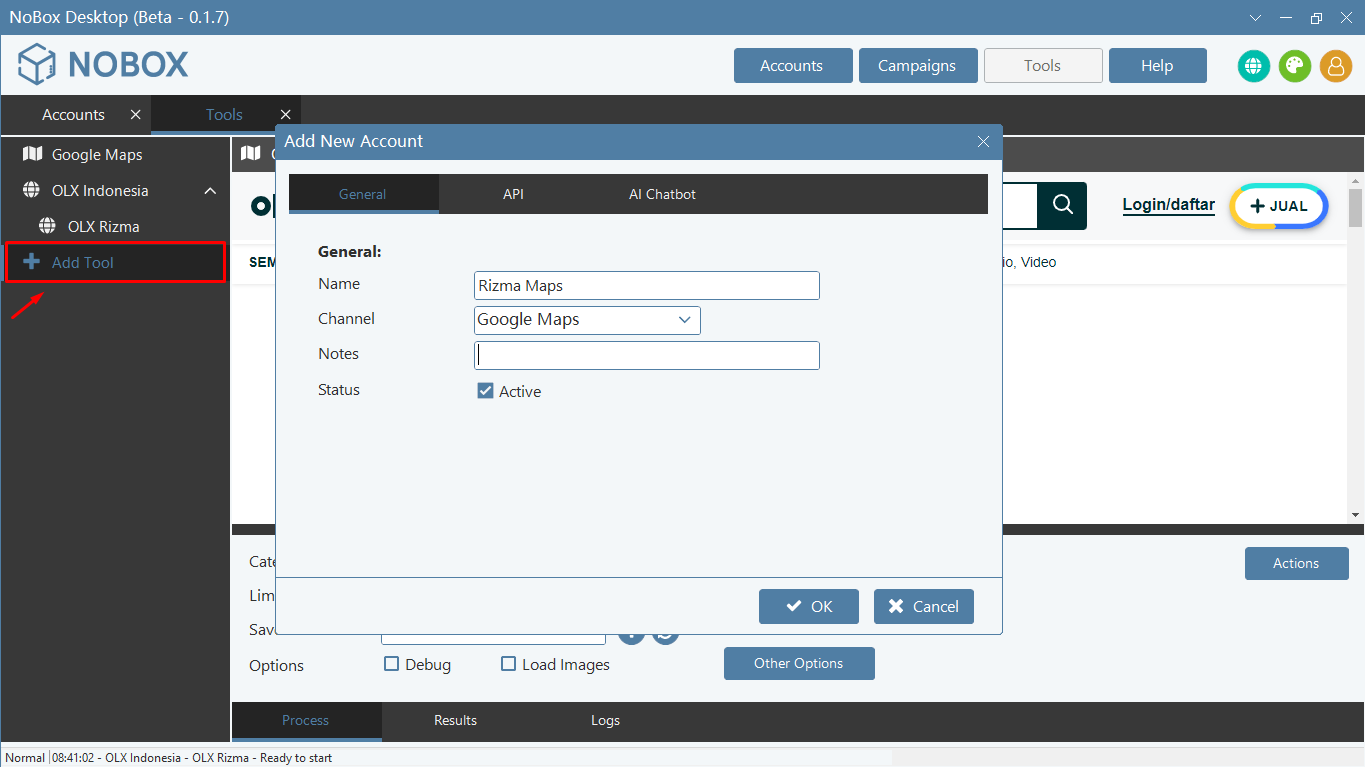 NoBox Desktop (Beta - 0.1.7)
NOBOX
Accounts Campaigns Tools Help
Accounts Tools
Google Maps
OLX Indonesia
OLX Rizma
Add Tool
Add New Account
General API AI Chatbot
General:
Name Rizma Maps
Channel Google Maps
Notes
Status Active
OK Cancel
Login/daftar JUAL
SEM
io, Video
Cate
Actions
Lim
Sav
Options Debug Load Images Other Options
Process Results Logs
Normal 08:41:02 - OLX Indonesia - OLX Rizma - Ready to start